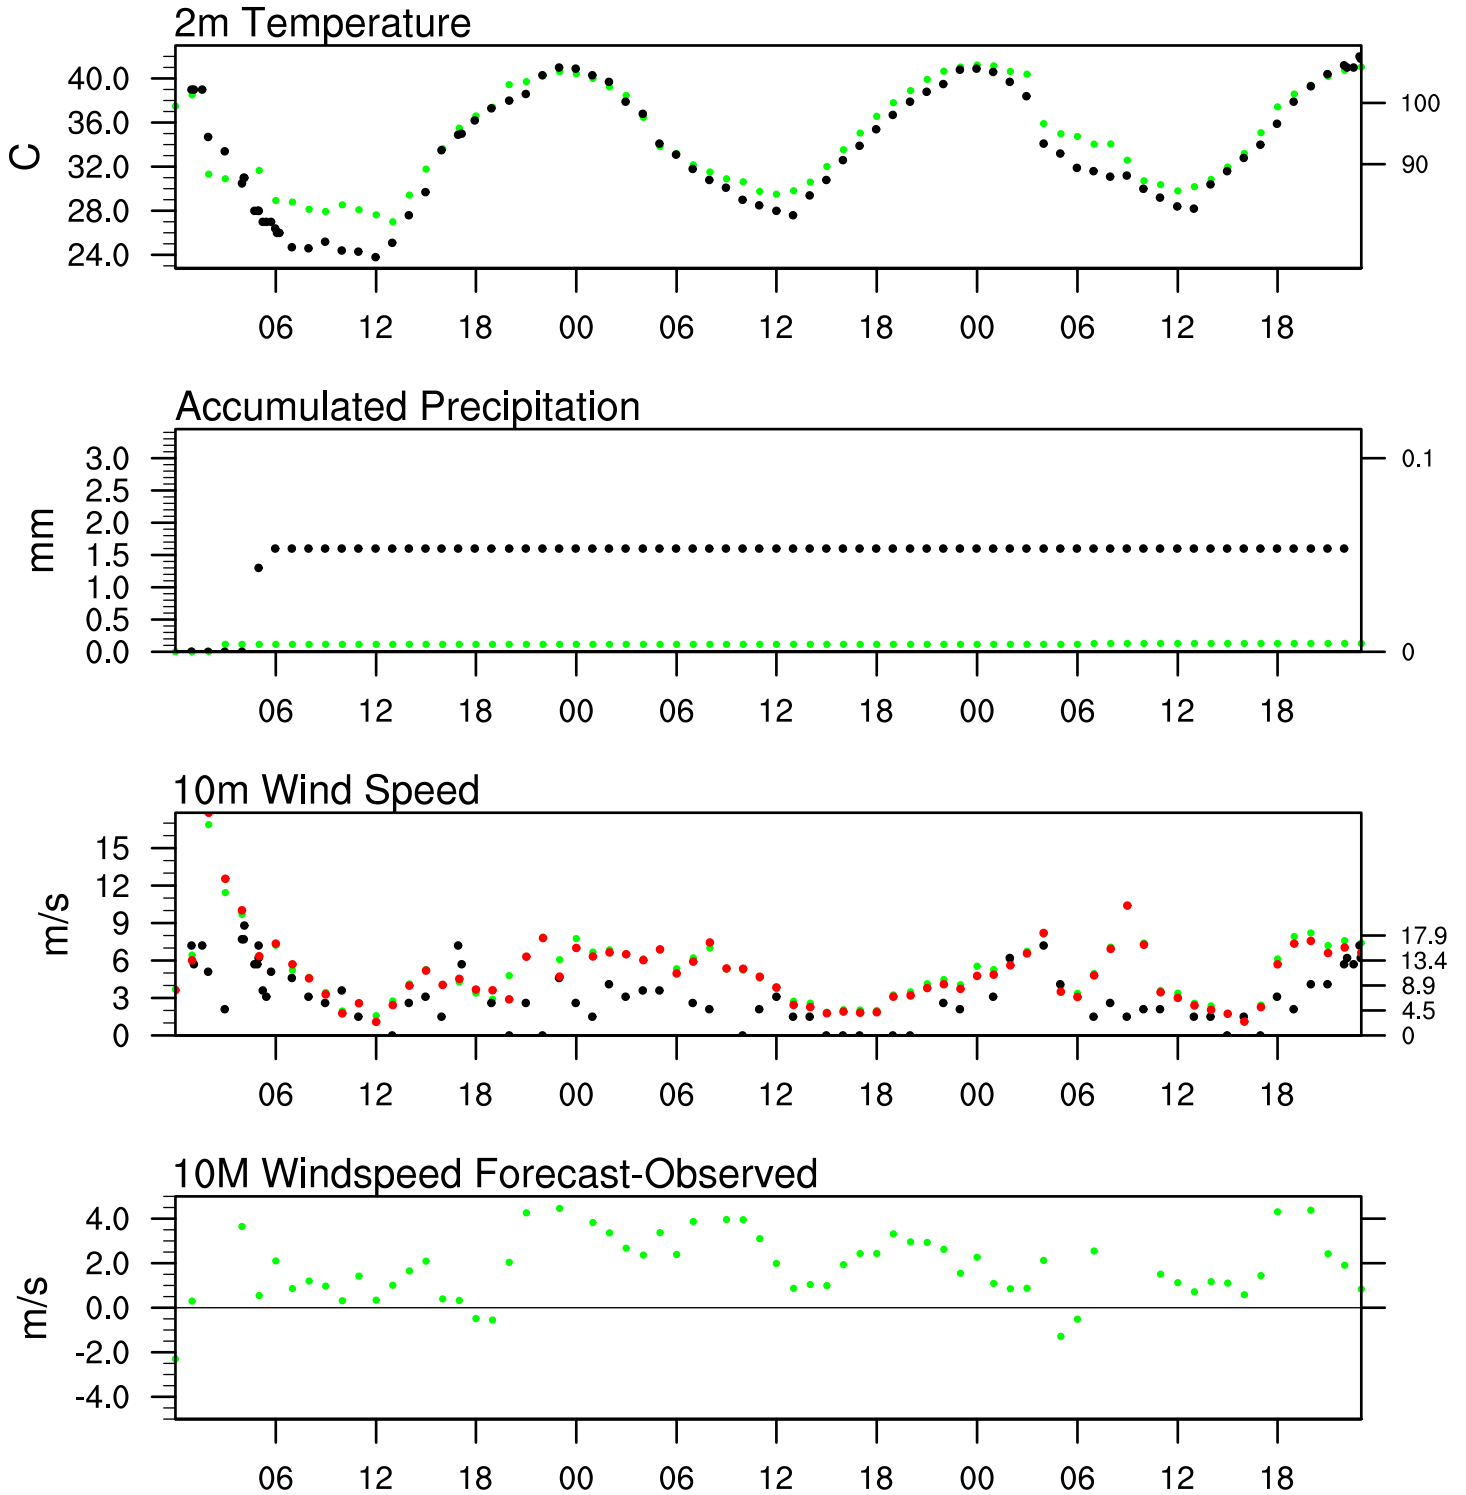 2m Temperature
40.0
36.0
32.0
28.0
24.0
C
100
90
06 12 18 00 06 12 18 00 06 12 18
Accumulated Precipitation
3.0
2.5
2.0
1.5
1.0
0.5
0.0
mm
0.1
0
06 12 18 00 06 12 18 00 06 12 18
10m Wind Speed
15
12
9
6
3
0
m/s
17.9
13.4
8.9
4.5
0
06 12 18 00 06 12 18 00 06 12 18
10M Windspeed Forecast-Observed
4.0
2.0
0.0
-2.0
-4.0
m/s
06 12 18 00 06 12 18 00 06 12 18